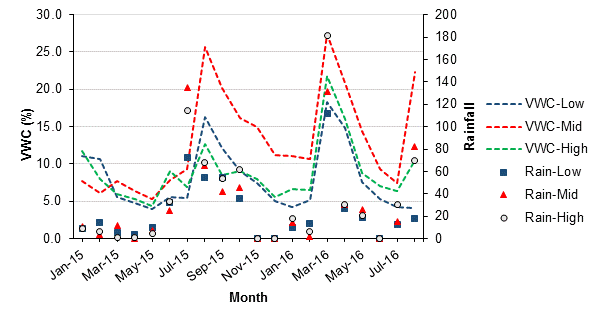 30.0
25.0
20.0
15.0
10.0
5.0
0.0
VWC (%)
200
180
160
140
120
100
80
60
40
20
0
Rainfall
Jan-15
Mar-15
May-15
Jul-15
Sep-15
Nov-15
Jan-16
Mar-16
May-16
Jul-16
Month
VWC-Low
VWC-Mid
VWC-High
Rain-Low
Rain-Mid
Rain-High